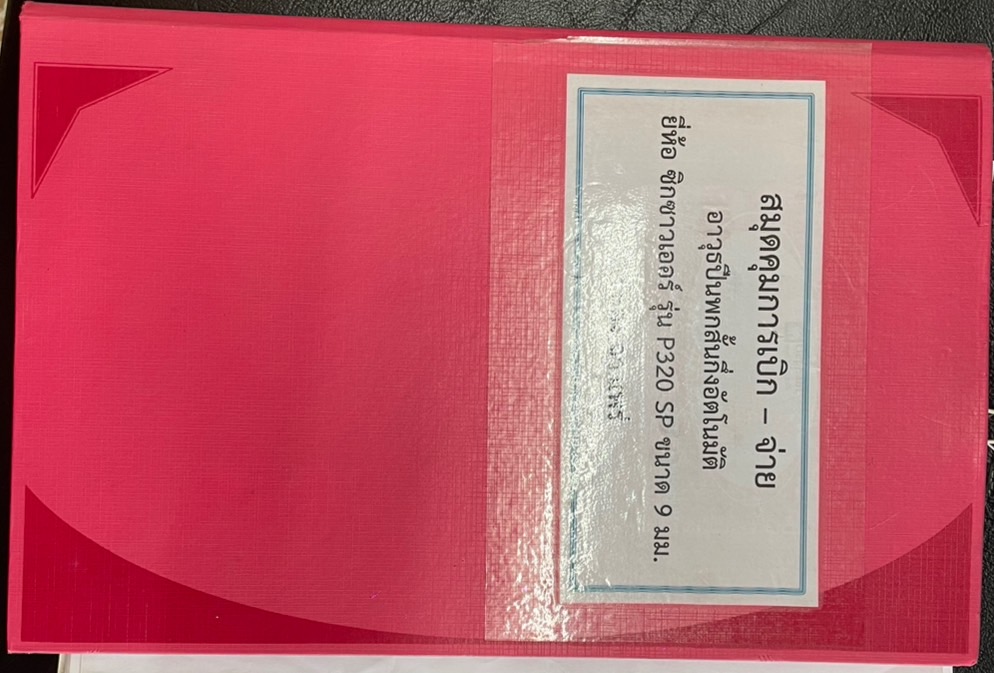 สมุดคุมการเบิก – จ่าย
อาวุธปืนพกสั้นกึ่งอัตโนมัติ
ยี่ห้อ ซิกซาวเออร์ รุ่น P320 SP ขนาด 9 มม.